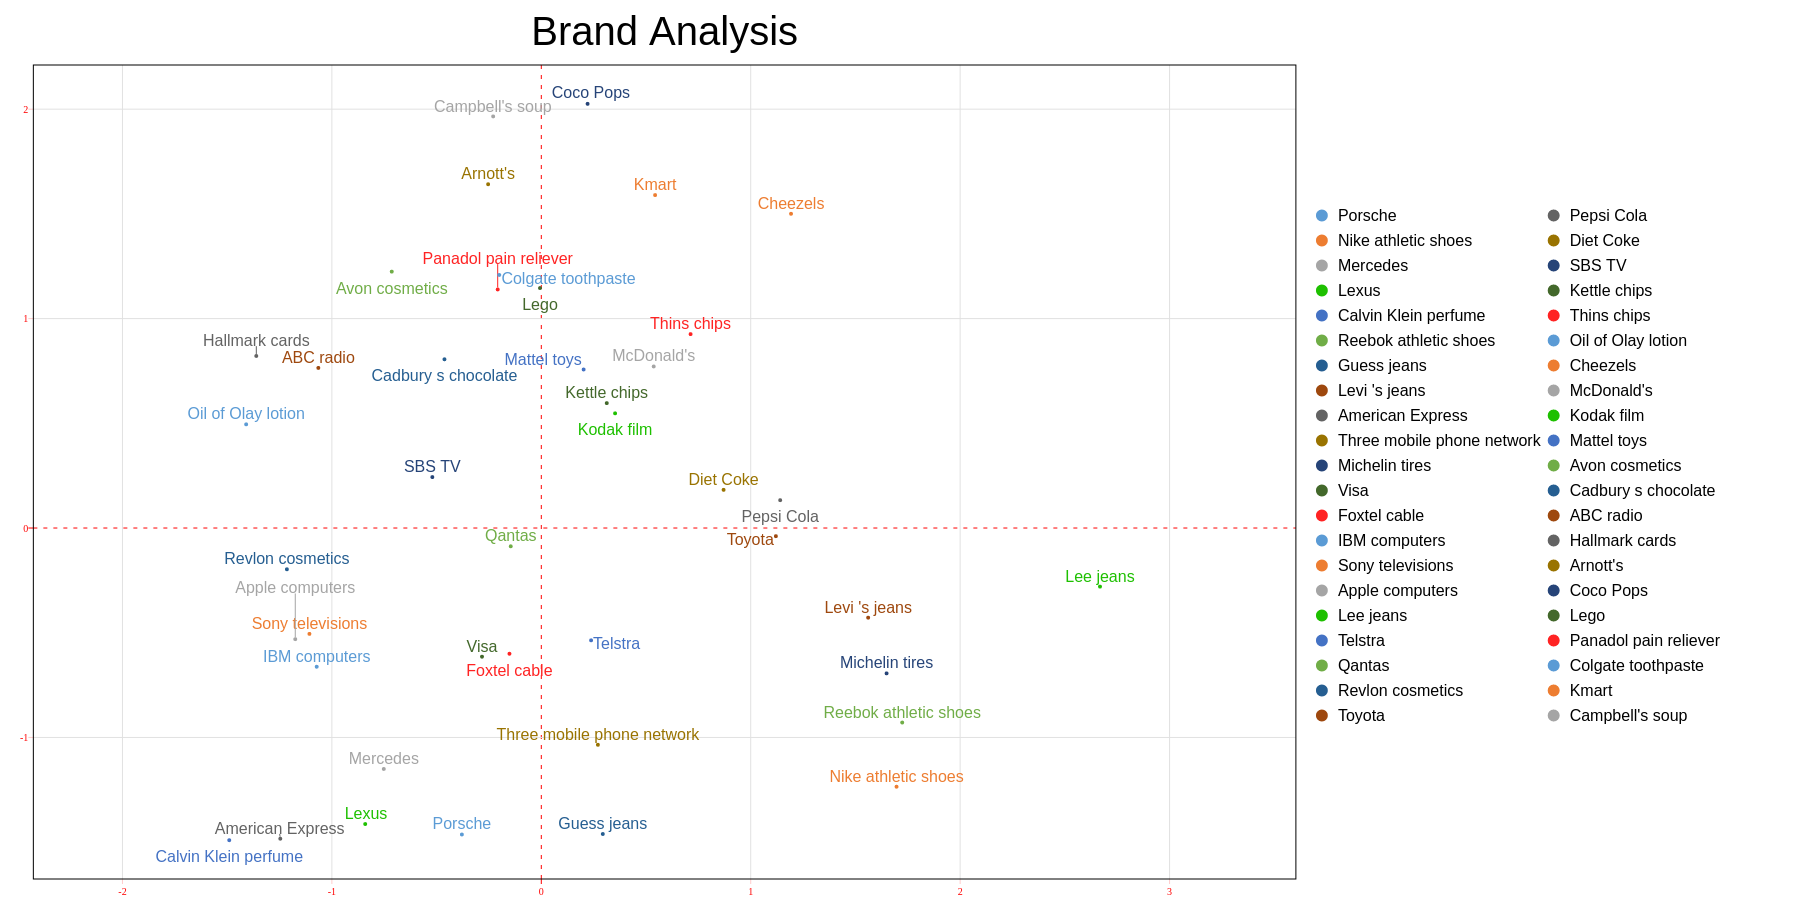 Brand Analysis
Coco Pops
Campbell's soup
2
Arnott's
Kmart
Cheezels
Panadol pain reliever
Colgate toothpaste
Avon cosmetics
Lego
1
Thins chips
Hallmark cards
ABC radio
Mattel toys
McDonald's
Cadbury s chocolate
Kettle chips
Oil of Olay lotion
Kodak film
SBS TV
Diet Coke
Pepsi Cola
0
Qantas
Toyota
Revlon cosmetics
Apple computers
Lee jeans
Levi 's jeans
Sony televisions
Visa
Telstra
IBM computers
Foxtel cable
Michelin tires
Reebok athletic shoes
Three mobile phone network
-1
Mercedes
Nike athletic shoes
Lexus
American Express
Porsche
Guess jeans
Calvin Klein perfume
-2 -1 0 1 2 3
Porsche
Nike athletic shoes
Mercedes
Lexus
Calvin Klein perfume
Reebok athletic shoes
Guess jeans
Levi 's jeans
American Express
Three mobile phone network
Michelin tires
Visa
Foxtel cable
IBM computers
Sony televisions
Apple computers
Lee jeans
Telstra
Qantas
Revlon cosmetics
Toyota
Pepsi Cola
Diet Coke
SBS TV
Kettle chips
Thins chips
Oil of Olay lotion
Cheezels
McDonald's
Kodak film
Mattel toys
Avon cosmetics
Cadbury s chocolate
ABC radio
Hallmark cards
Arnott's
Coco Pops
Lego
Panadol pain reliever
Colgate toothpaste
Kmart
Campbell's soup